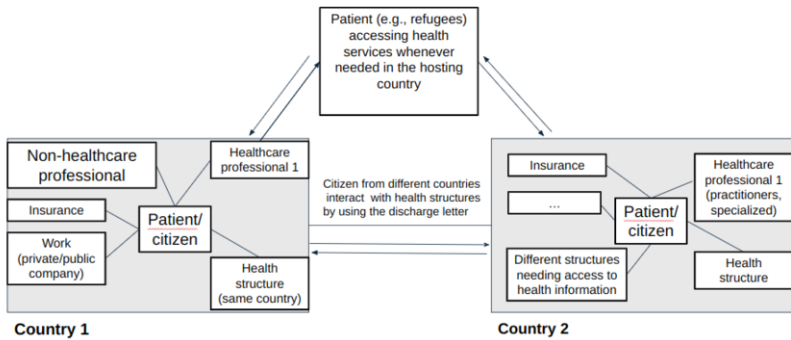 Patient (e.g., refugees)
accessing health
services whenever
needed in the hosting
country
Non-healthcare
professional
Healthcare
professional 1
Insurance
Patient/
citizen
Work
(private/public
company)
Health
structure
(same country)
Country 1
Citizen from different countries
interact with health structures
by using the discharge letter
Insurance
...
Healthcare
professional 1
(practitioners,
specialized)
Patient/
citizen
Different structures
needing access to
health information
Health
structure
Country 2